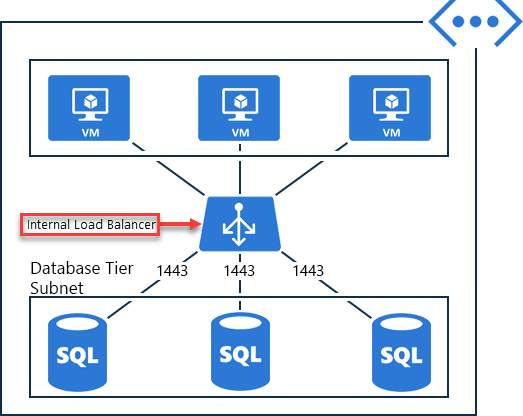 VM VM VM
Internal Load Balancer
Database Tier
Subnet
1443 1443 1443
SQL SQL SQL